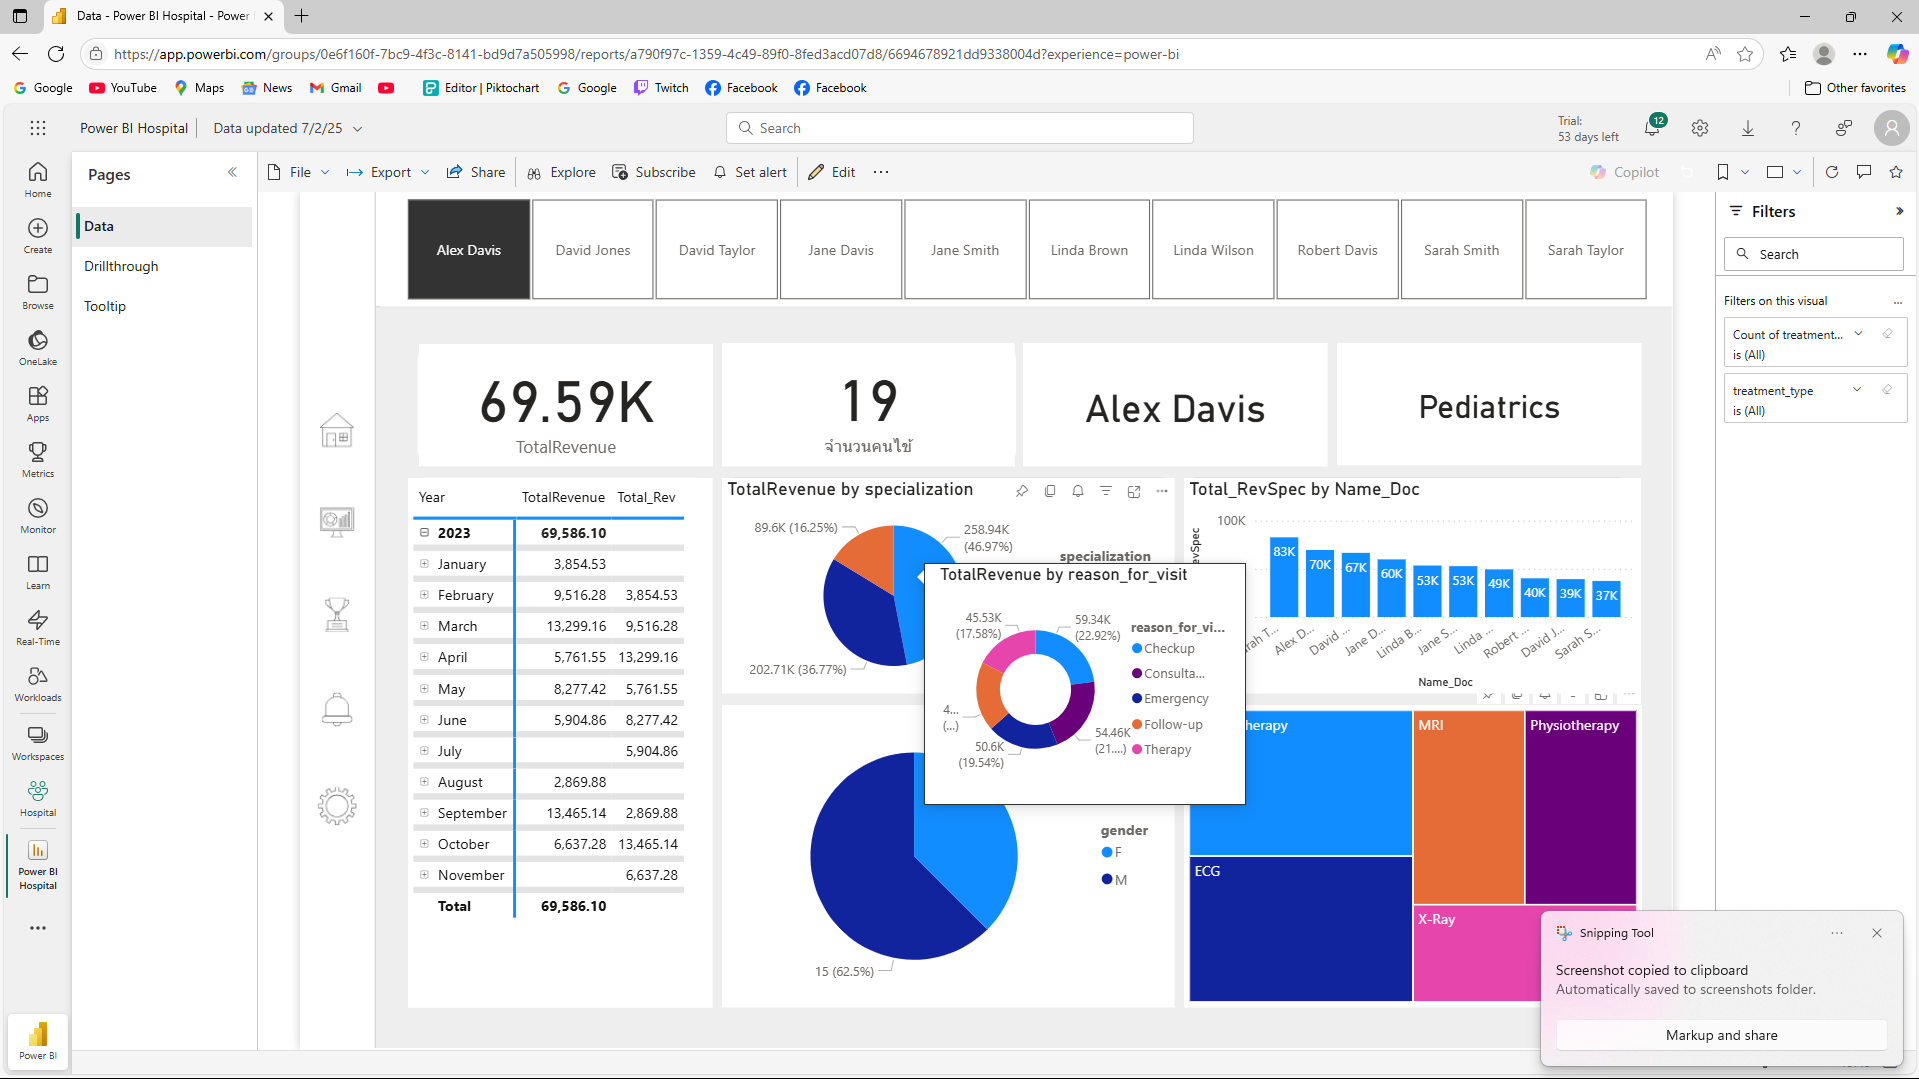 Data - Power BI Hospital - Power
https://app.powerbi.com/groups/0e6f160f-7bc9-4f3c-8141-bd9d7a505998/reports/a790f97c-1359-4c49-89f0-8fed3acd07d8/6694678921dd9338004d?experience=power-bi
Google YouTube Maps News Gmail Editor | Piktochart Google Twitch Facebook Facebook Other favorites
Power BI Hospital Data updated 7/2/25 Search Trial: 12
53 days left
Pages File Export Share Explore Subscribe Set alert Edit Copilot
Home
Create
Browse
OneLake
Apps
Metrics
Monitor
Learn
Real-Time
Workloads
Workspaces
Hospital
Power BI
Hospital
Power BI
Data
Drillthrough
Tooltip
Alex Davis David Jones David Taylor Jane Davis Jane Smith Linda Brown Linda Wilson Robert Davis Sarah Smith Sarah Taylor
69.59K
TotalRevenue
19
จำนวนคนไข้
Alex Davis
Pediatrics
Year TotalRevenue Total_Rev
2023 69,586.10
January 3,854.53
February 9,516.28 3,854.53
March 13,299.16 9,516.28
April 5,761.55 13,299.16
May 8,277.42 5,761.55
June 5,904.86 8,277.42
July 5,904.86
August 2,869.88
September 13,465.14 2,869.88
October 6,637.28 13,465.14
November 6,637.28
Total 69,586.10
TotalRevenue by specialization
89.6K (16.25%)
258.94K
(46.97%)
202.71K (36.77%)
specialization
TotalRevenue by reason_for_visit
45.53K
(17.58%)
59.34K
(22.92%)
4...
(...)
50.6K
(19.54%)
54.46K
(21....)
reason_for_vi...
Checkup
Consulta...
Emergency
Follow-up
Therapy
15 (62.5%)
gender
F
M
Total_RevSpec by Name_Doc
100K
83K 70K 67K 60K 53K 53K 49K 40K 39K 37K
Alex D... David ... Jane D... Linda B... Jane S... Linda ... Robert ... David J... Sarah S...
Name_Doc
MRI
Physiotherapy
ECG
X-Ray
Filters
Search
Filters on this visual
...
Count of treatment...
is (All)
treatment_type
is (All)
Snipping Tool
Screenshot copied to clipboard
Automatically saved to screenshots folder.
Markup and share